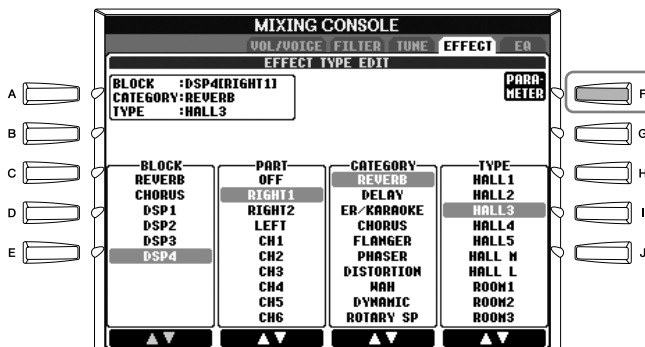 MIXING CONSOLE
VOL/VOICE FILTER TUNE EFFECT EQ
EFFECT TYPE EDIT
BLOCK :DSP4[RIGHT1]
CATEGORY:REVERB
TYPE :HALL3
PARA-
METER
A
B
C
D
E
F
G
H
I
J
BLOCK
REVERB
CHORUS
DSP1
DSP2
DSP3
DSP4
PART
OFF
RIGHT1
RIGHT2
LEFT
CH1
CH2
CH3
CH4
CH5
CH6
CATEGORY
REVERB
DELAY
ER/KARAOKE
CHORUS
FLANGER
PHASER
DISTORTION
WAH
DYNAMIC
ROTARY SP
TYPE
HALL1
HALL2
HALL3
HALL4
HALL5
HALL M
HALL L
ROOM1
ROOM2
ROOM3